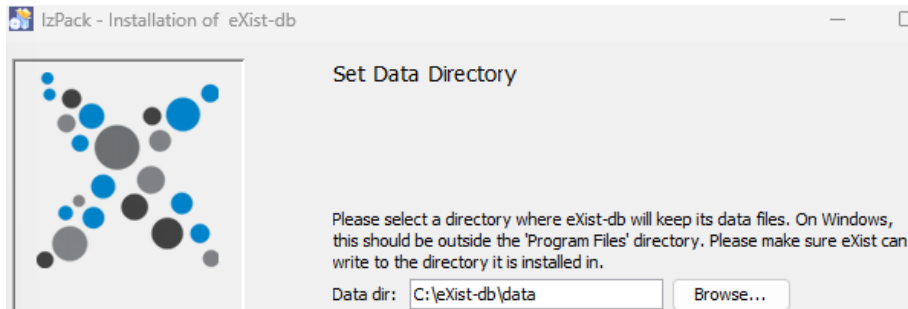 IzPack - Installation of eXist-db
Set Data Directory
Please select a directory where eXist-db will keep its data files. On Windows,
this should be outside the 'Program Files' directory. Please make sure eXist can
write to the directory it is installed in.
Data dir: C:\eXist-db\data Browse...